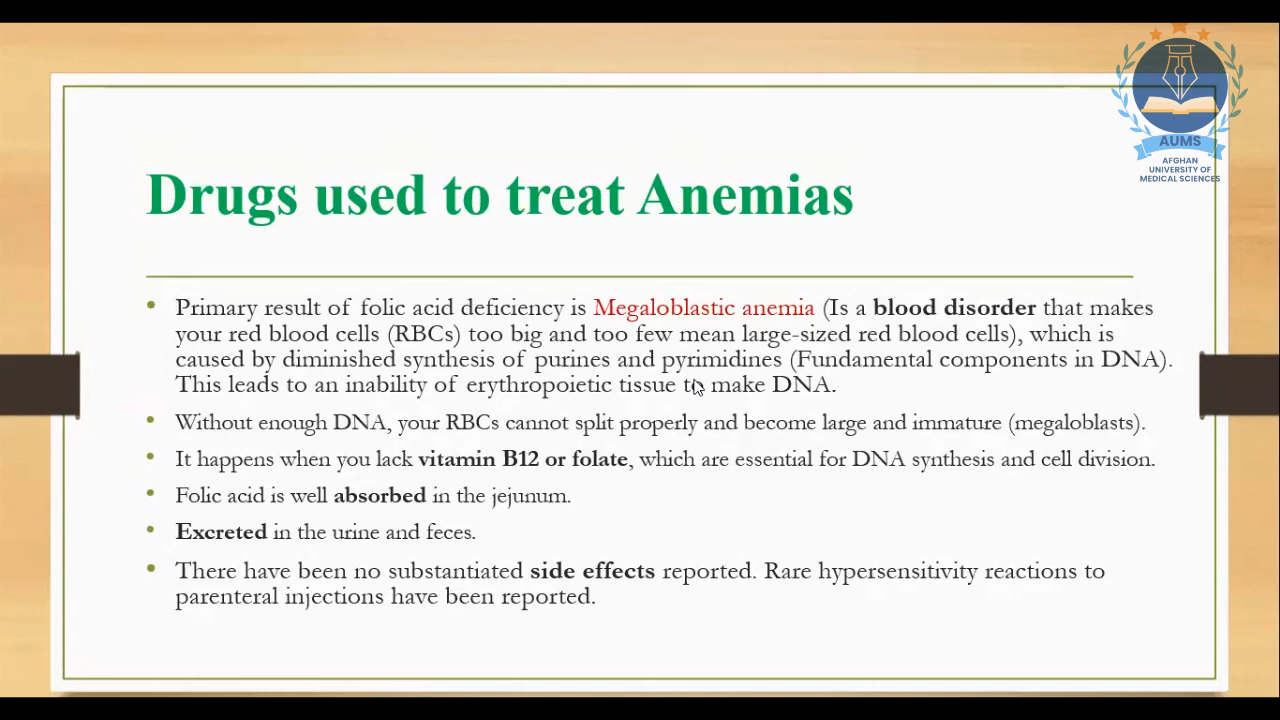 AUMS
AFGHAN
UNIVERSITY OF
MEDICAL SCIENCES
Drugs used to treat Anemias
• Primary result of folic acid deficiency is Megaloblastic anemia (Is a blood disorder that makes
your red blood cells (RBCs) too big and too few mean large-sized red blood cells), which is
caused by diminished synthesis of purines and pyrimidines (Fundamental components in DNA).
This leads to an inability of erythropoietic tissue to make DNA.
• Without enough DNA, your RBCs cannot split properly and become large and immature (megaloblasts).
• It happens when you lack vitamin B12 or folate, which are essential for DNA synthesis and cell division.
• Folic acid is well absorbed in the jejunum.
• Excreted in the urine and feces.
• There have been no substantiated side effects reported. Rare hypersensitivity reactions to
parenteral injections have been reported.